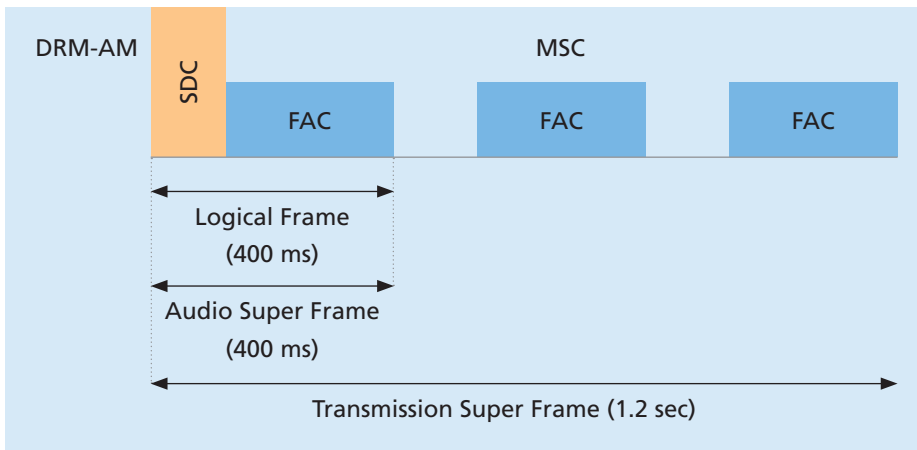 DRM-AM
SDC
MSC
FAC
FAC
FAC
Logical Frame
(400 ms)
Audio Super Frame
(400 ms)
Transmission Super Frame (1.2 sec)